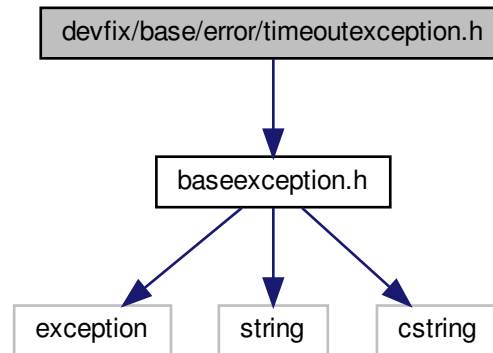 devfix/base/error/timeoutexception.h
baseexception.h
exception
string
cstring